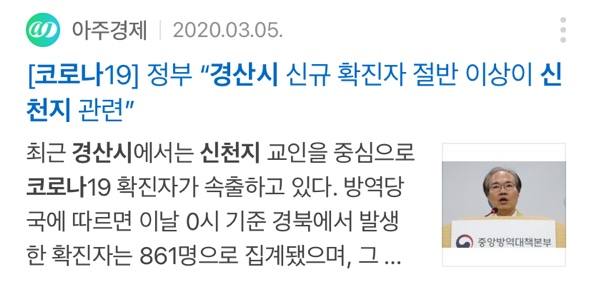 아주경제 | 2020.03.05.
[코로나19] 정부 “경산시 신규 확진자 절반 이상이 신
천지 관련”
최근 경산시에서는 신천지 교인을 중심으로
코로나19 확진자가 속출하고 있다. 방역당
국에 따르면 이날 0시 기준 경북에서 발생
한 확진자는 861명으로 집계됐으며, 그 ...
중앙방역대책본부